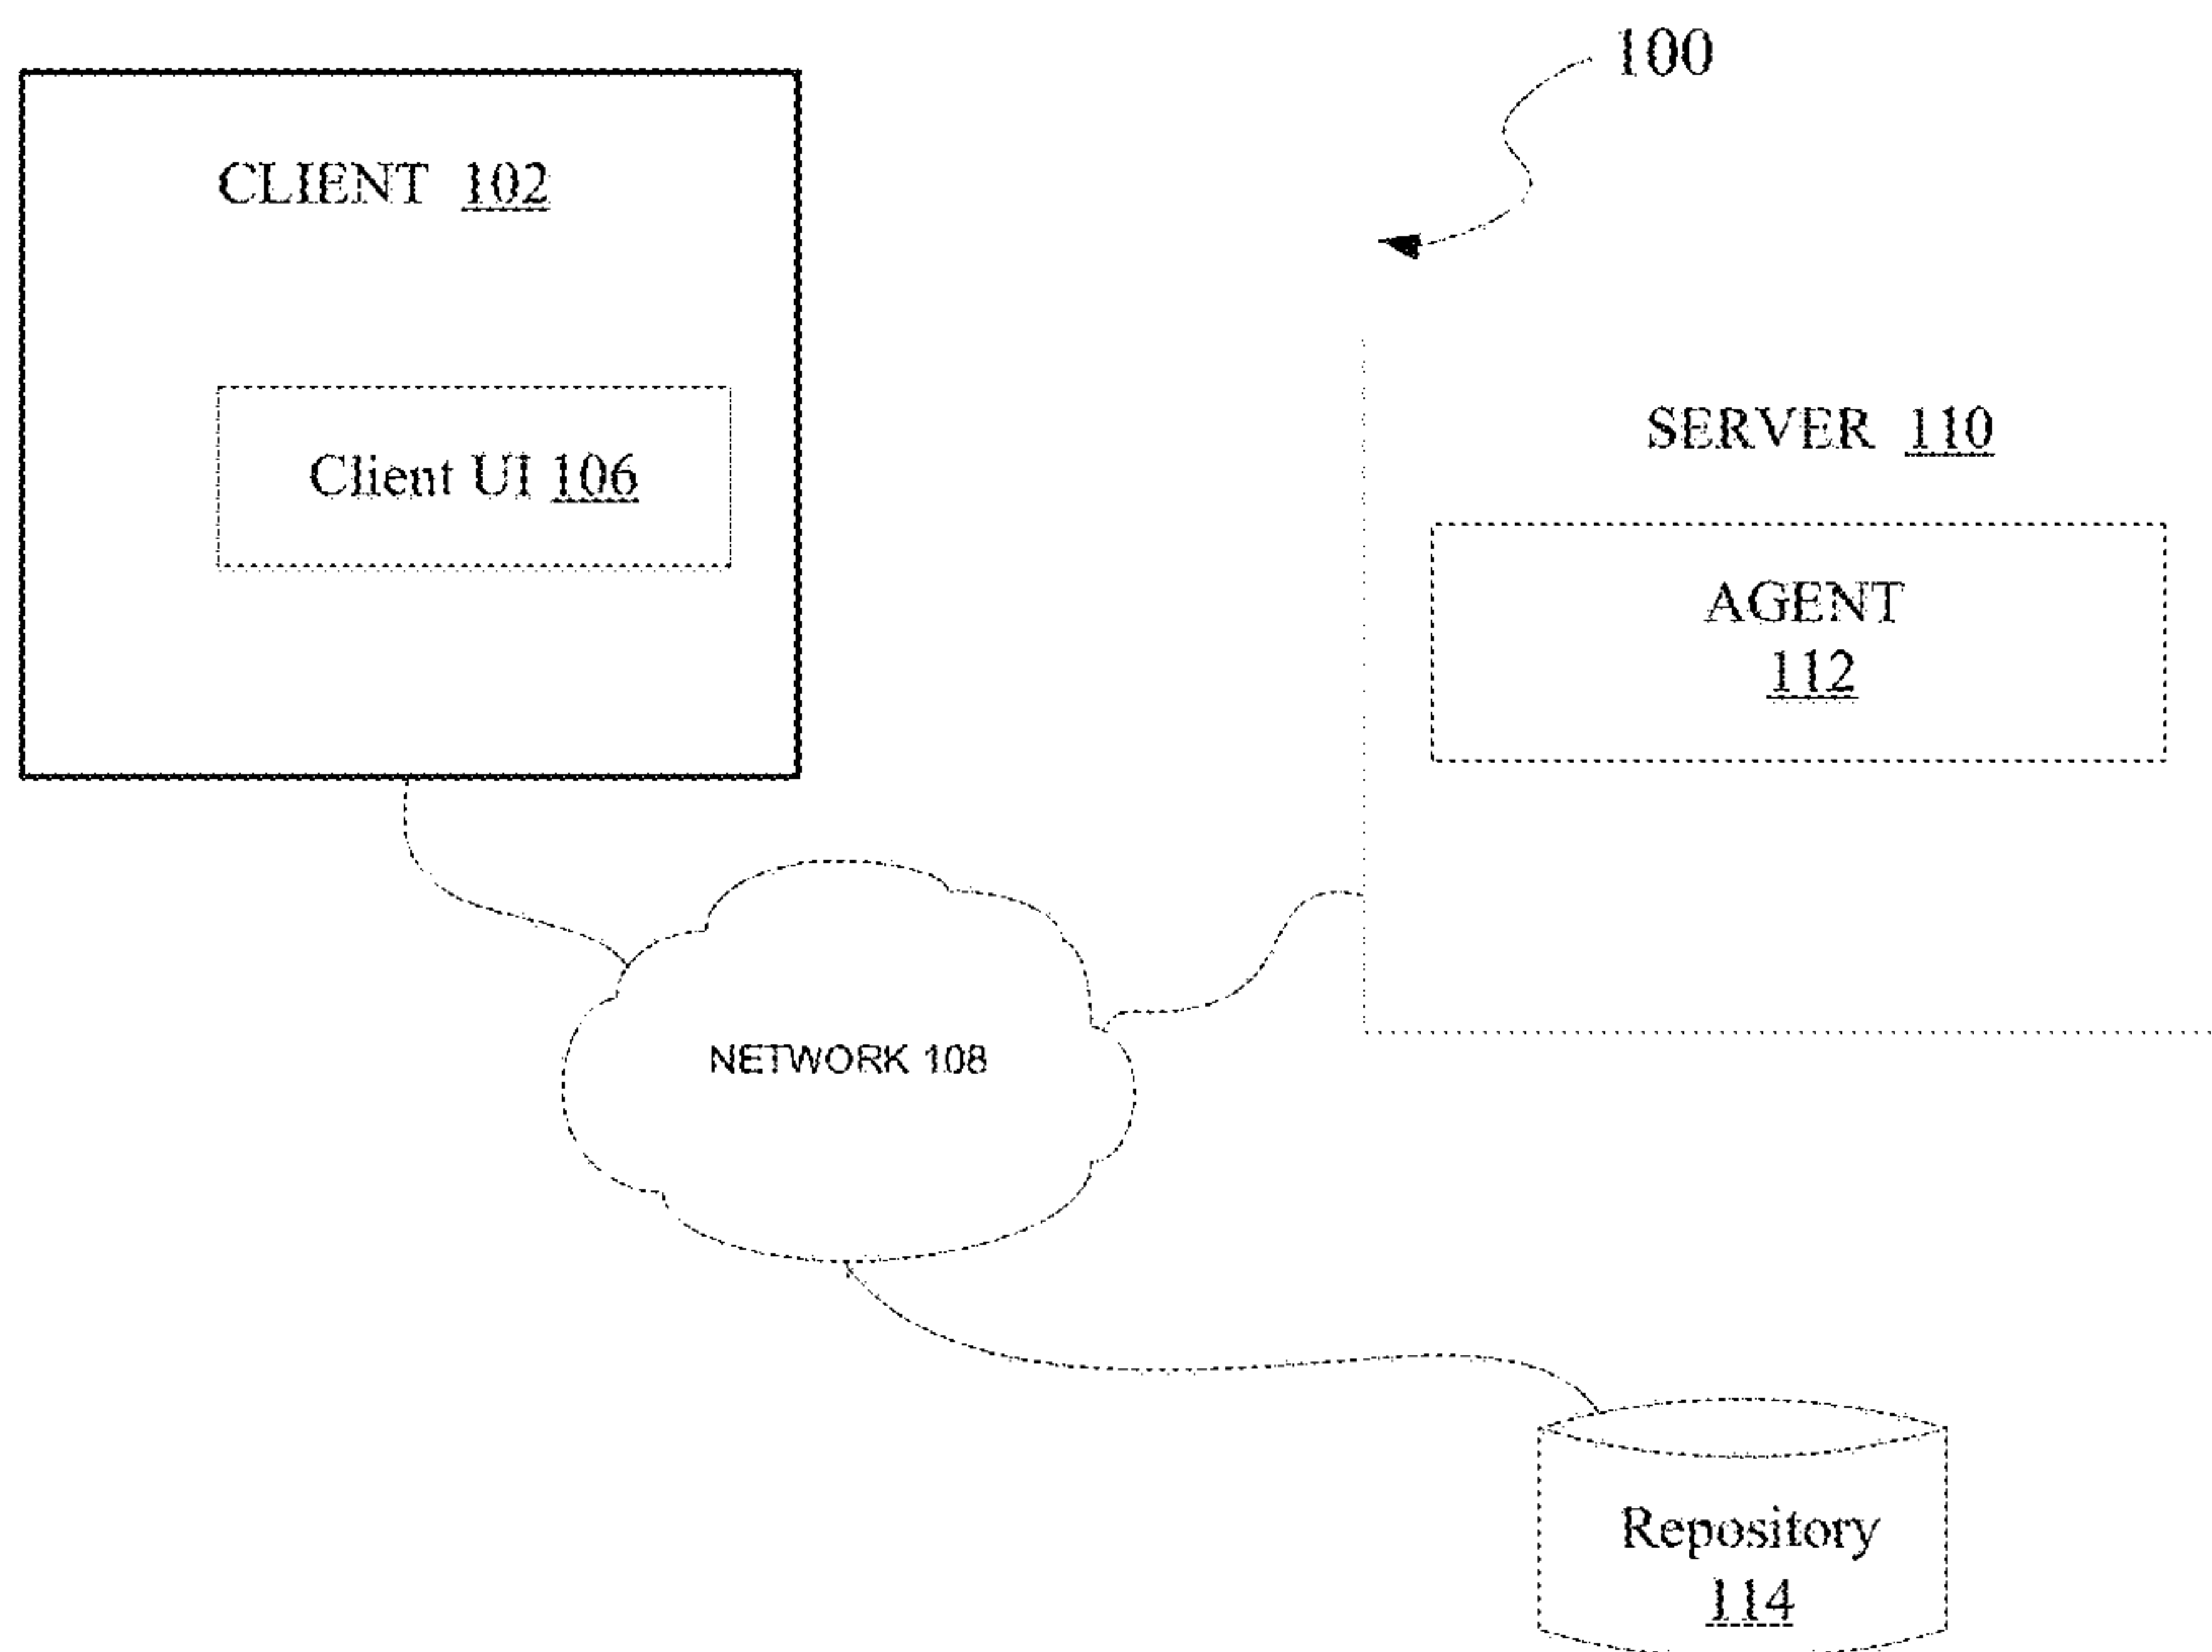 100
CLIENT 102
Client UI 106
SERVER 110
AGENT
112
NETWORK 108
Repository
114